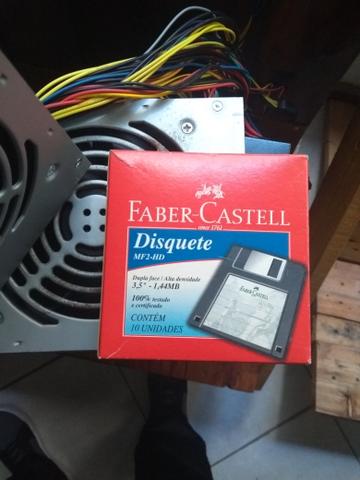 FABER-CASTELL
since 1761
Disquete
MF2-HD
Dupla face / Alta densidade
3,5" - 1,44MB
100% testado
e certificado
CONTÉM
10 UNIDADES
FABER-CASTELL